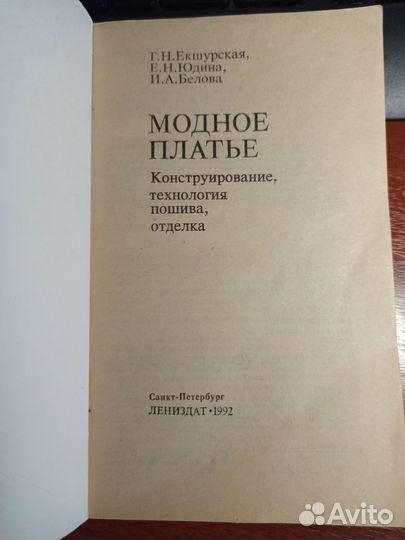 Т.Н.Екшурская,
Е.Н.Юдина,
И.А.Белова
МОДНОЕ
ПЛАТЬЕ
Конструирование,
технология
пошива,
отделка
Санкт-Петербург
ЛЕНИЗДАТ·1992
Avito